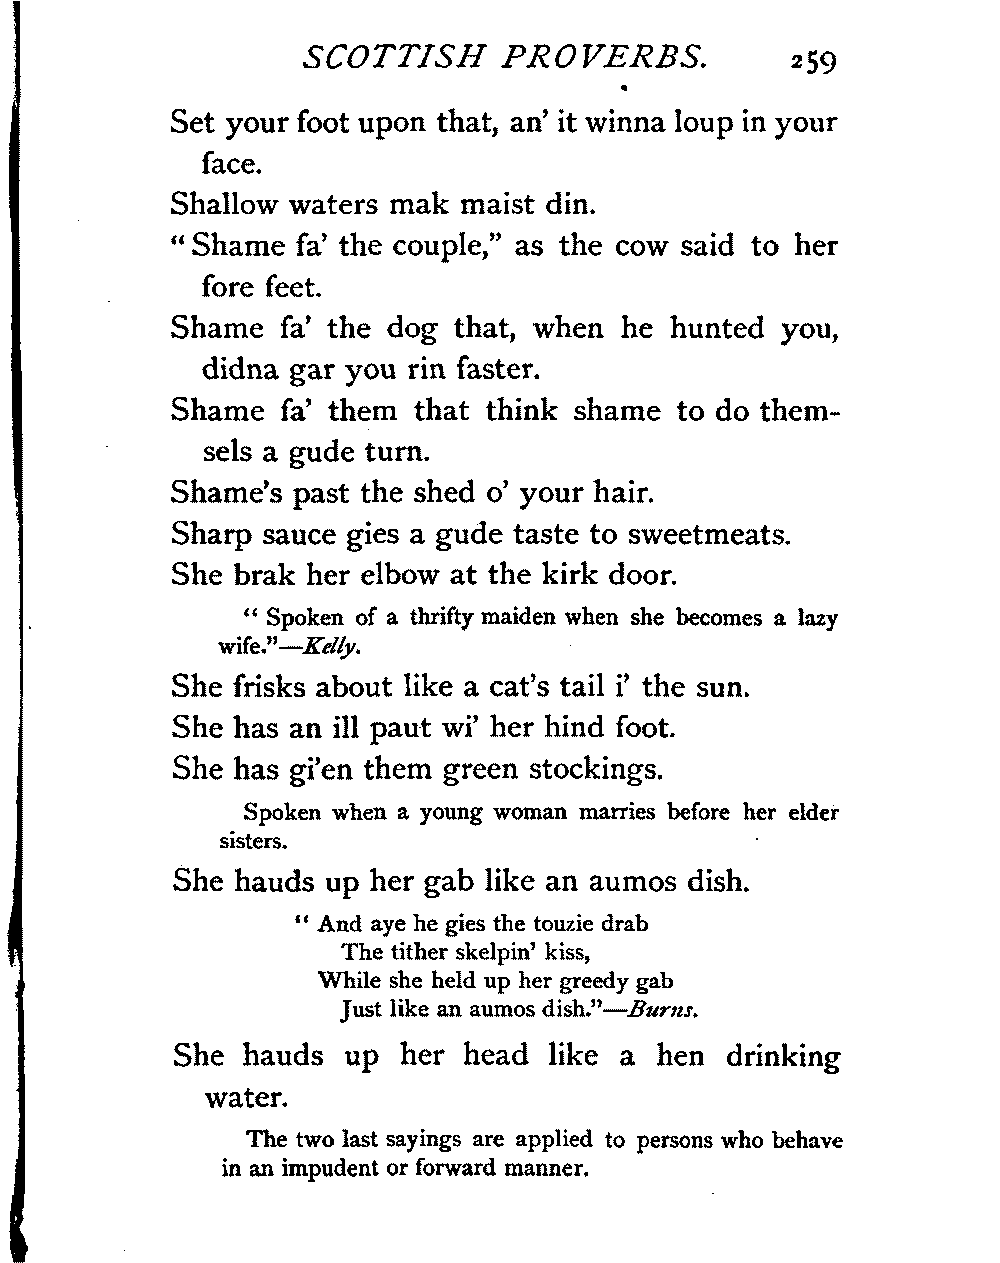 SCOTTISH PROVERBS. 259
Set your foot upon that, an' it winna loup in your
face.
Shallow waters mak maist din.
“ Shame fa' the couple,” as the cow said to her
fore feet.
Shame fa' the dog that, when he hunted you,
didna gar you rin faster.
Shame fa' them that think shame to do them-
sels a gude turn.
Shame's past the shed o' your hair.
Sharp sauce gies a gude taste to sweetmeats.
She brak her elbow at the kirk door.
“ Spoken of a thrifty maiden when she becomes a lazy
wife.”—Kelly.
She frisks about like a cat's tail i' the sun.
She has an ill paut wi' her hind foot.
She has gi'en them green stockings.
Spoken when a young woman marries before her elder
sisters.
She hauds up her gab like an aumos dish.
“ And aye he gies the touzie drab
The tither skelpin' kiss,
While she held up her greedy gab
Just like an aumos dish.”—Burns.
She hauds up her head like a hen drinking
water.
The two last sayings are applied to persons who behave
in an impudent or forward manner.